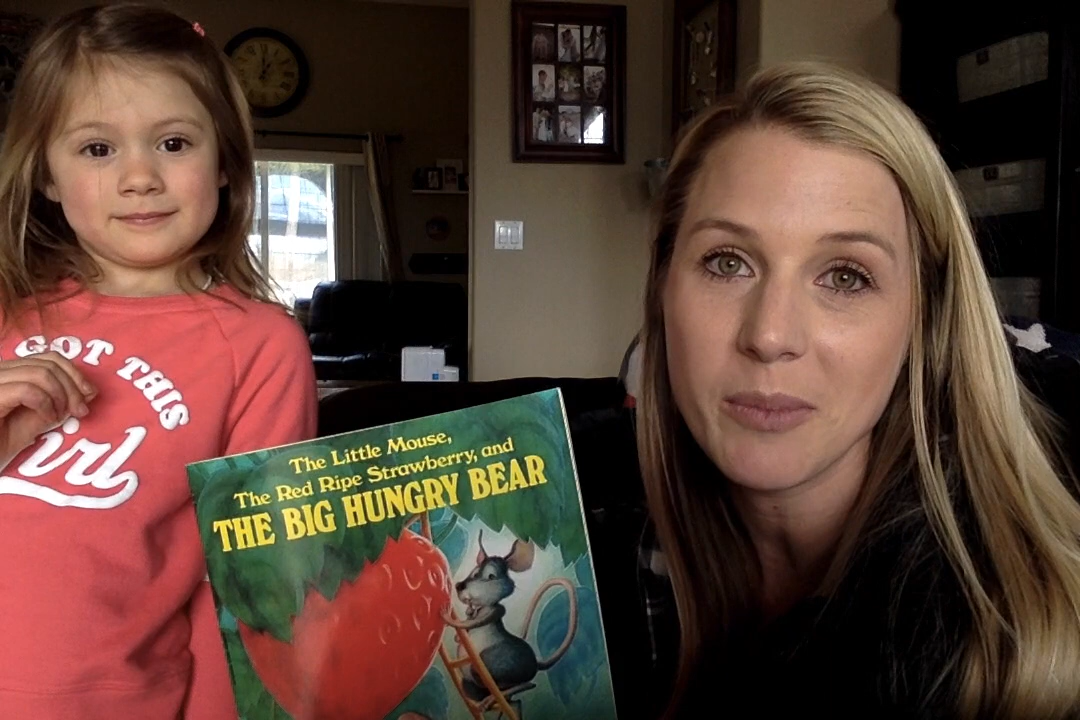 GOT THIS
girl
The Little Mouse,
The Red Ripe Strawberry, and
THE BIG HUNGRY BEAR